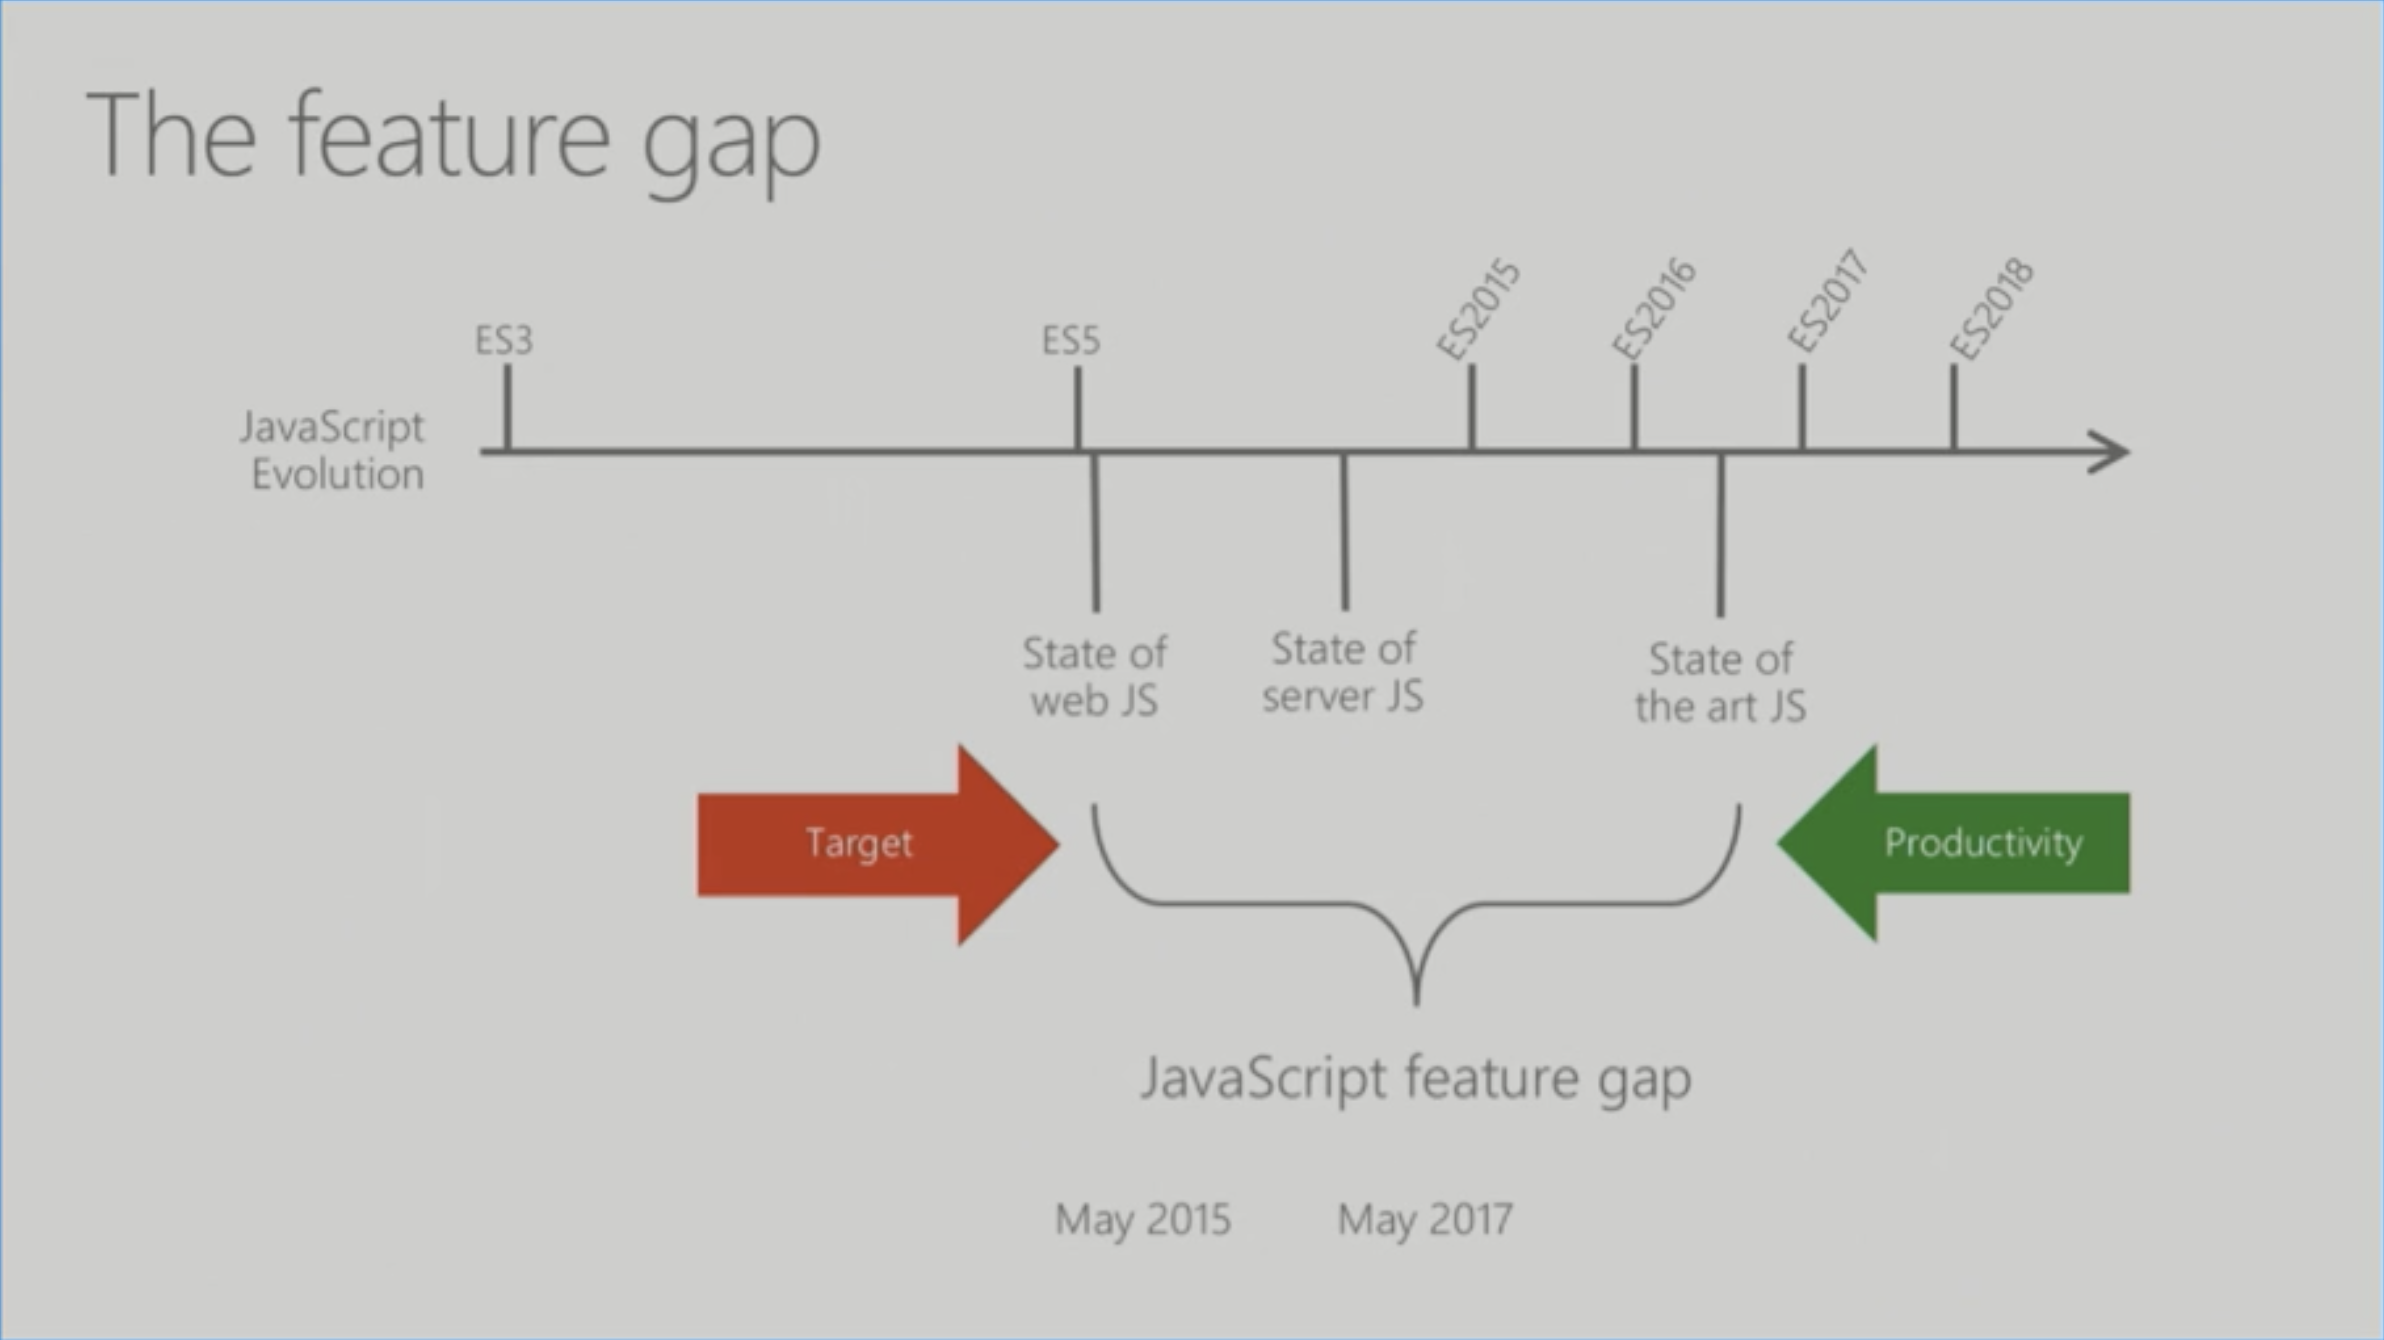 The feature gap
ES3
ES5
ES2015
ES2016
ES2017
ES2018
JavaScript
Evolution
State of
web JS
State of
server JS
State of
the art JS
Target
Productivity
JavaScript feature gap
May 2015
May 2017